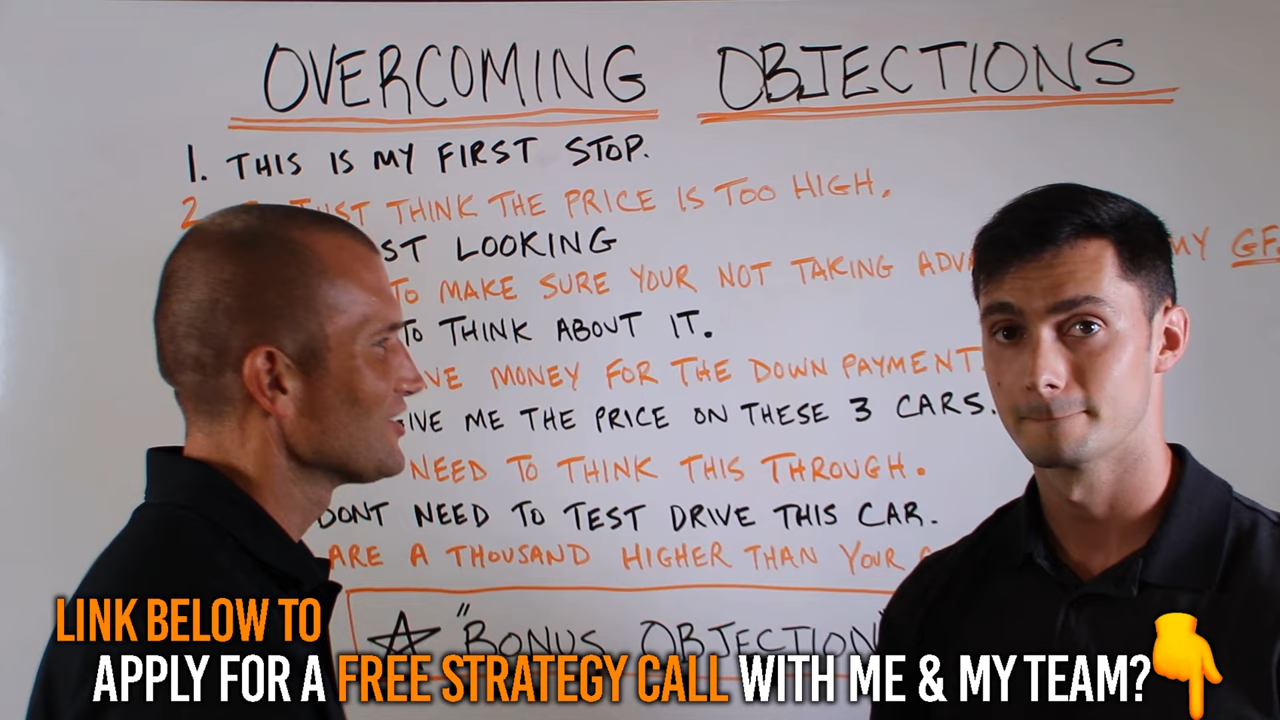 OVERCOMING OBJECTIONS
1. THIS IS MY FIRST STOP.
2. JUST THINK THE PRICE IS TOO HIGH.
LOOKING
TO MAKE SURE YOUR NOT TAKING MY
TO THINK ABOUT IT.
MONEY FOR THE DOWN PAYMENT.
ME THE PRICE ON THESE 3 CARS.
NEED TO THINK THIS THROUGH.
DONT NEED TO TEST DRIVE THIS CAR.
ARE A THOUSAND HIGHER THAN YOUR
"BONUS OBJECTION"
LINK BELOW TO
APPLY FOR A FREE STRATEGY CALL WITH ME & MY TEAM?